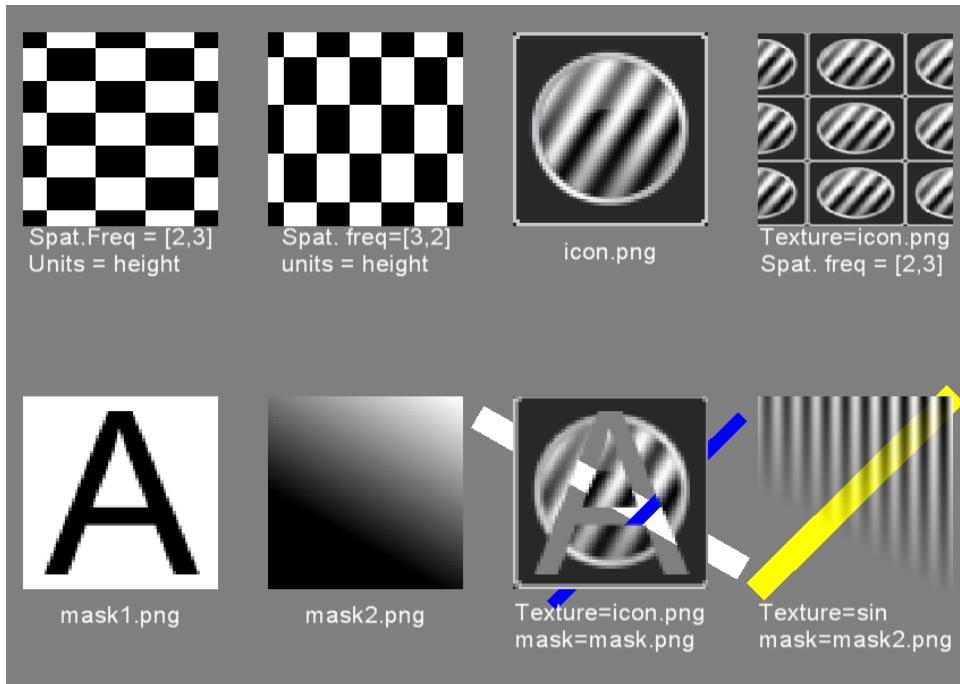 Spat.Freq = [2,3]
Units = height
Spat. freq=[3,2]
units = height
icon.png
Texture=icon.png
Spat. freq = [2,3]
A
mask1.png
mask2.png
A
Texture=icon.png
mask=mask.png
Texture=sin
mask=mask2.png